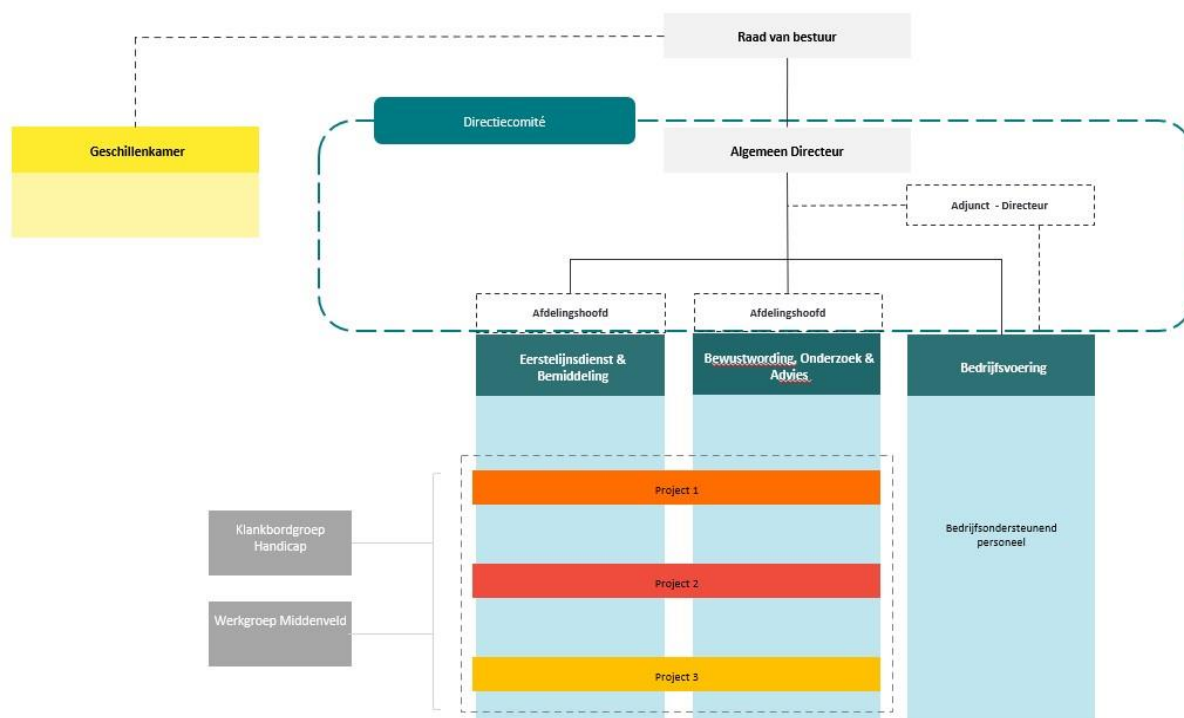 Raad van bestuur
Directiecomité
Geschillenkamer
Algemeen Directeur
Adjunct - Directeur
Afdelingshoofd
Afdelingshoofd
Eerstelijnsdienst &
Bemiddeling
Bewustwording, Onderzoek &
Advies
Bedrijfsvoering
Project 1
Klankbordgroep
Handicap
Bedrijfsondersteunend
personeel
Project 2
Werkgroep Middenveld
Project 3